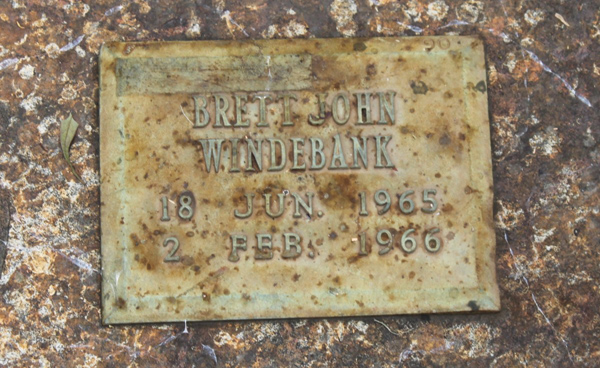 BRETT JOHN
WINDEBANK
18 JUN. 1965
2 FEB. 1966